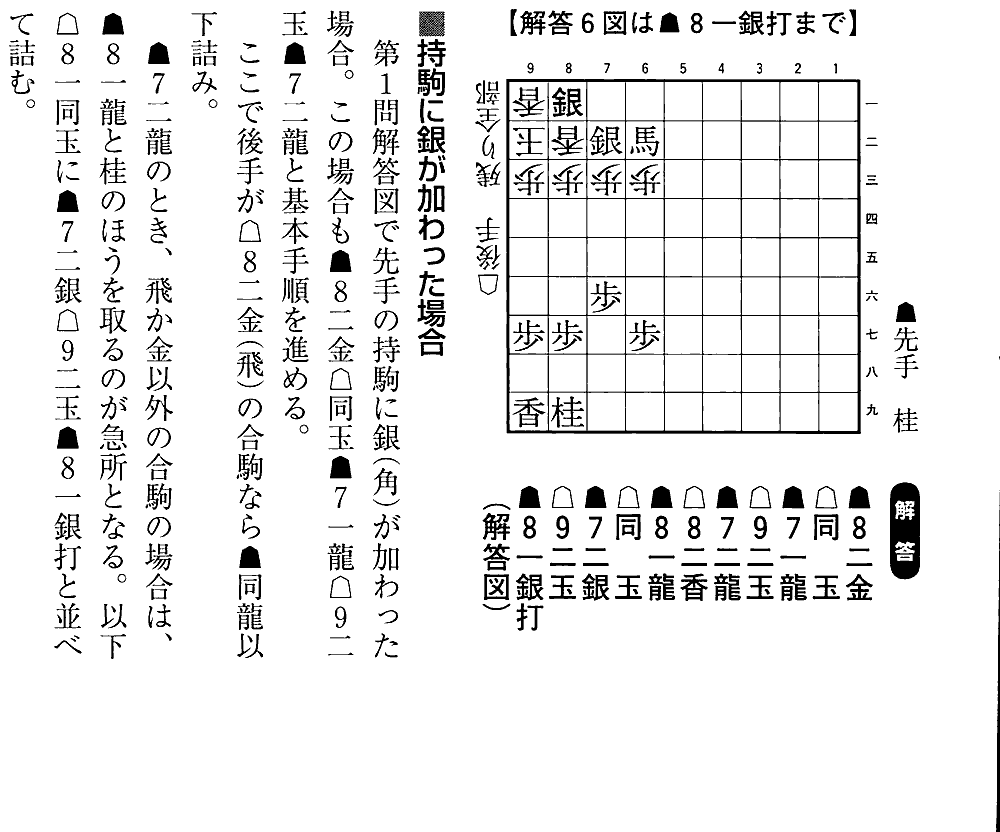 【解答6図は☗8一銀打まで】
9 8 7 6 5 4 3 2 1
香 銀 一
王 香 銀 馬 二
歩 歩 歩 歩 三
四
五
歩 六
歩 歩 歩 七
八
香 桂 九
☗先手 桂
☖後手 残り全部
解答
☗8二金
☖同玉
☗7一龍
☖9二玉
☗7二龍
☖8二香
☗8一龍
☖同玉
☗7二銀
☖9二玉
☗8一銀打
(解答図)
■持駒に銀が加わった場合
第1問解答図で先手の持駒に銀(角)が加わった
場合。この場合も☗8二金☖同玉☗7一龍☖9二
玉☗7二龍と基本手順を進める。
ここで後手が☖8二金(飛)の合駒なら☗同龍以
下詰み。
☗7二龍のとき、飛か金以外の合駒の場合は、
☗8一龍と桂のほうを取るのが急所となる。以下
☖8一同玉に☗7二銀☖9二玉☗8一銀打と並べ
て詰む。